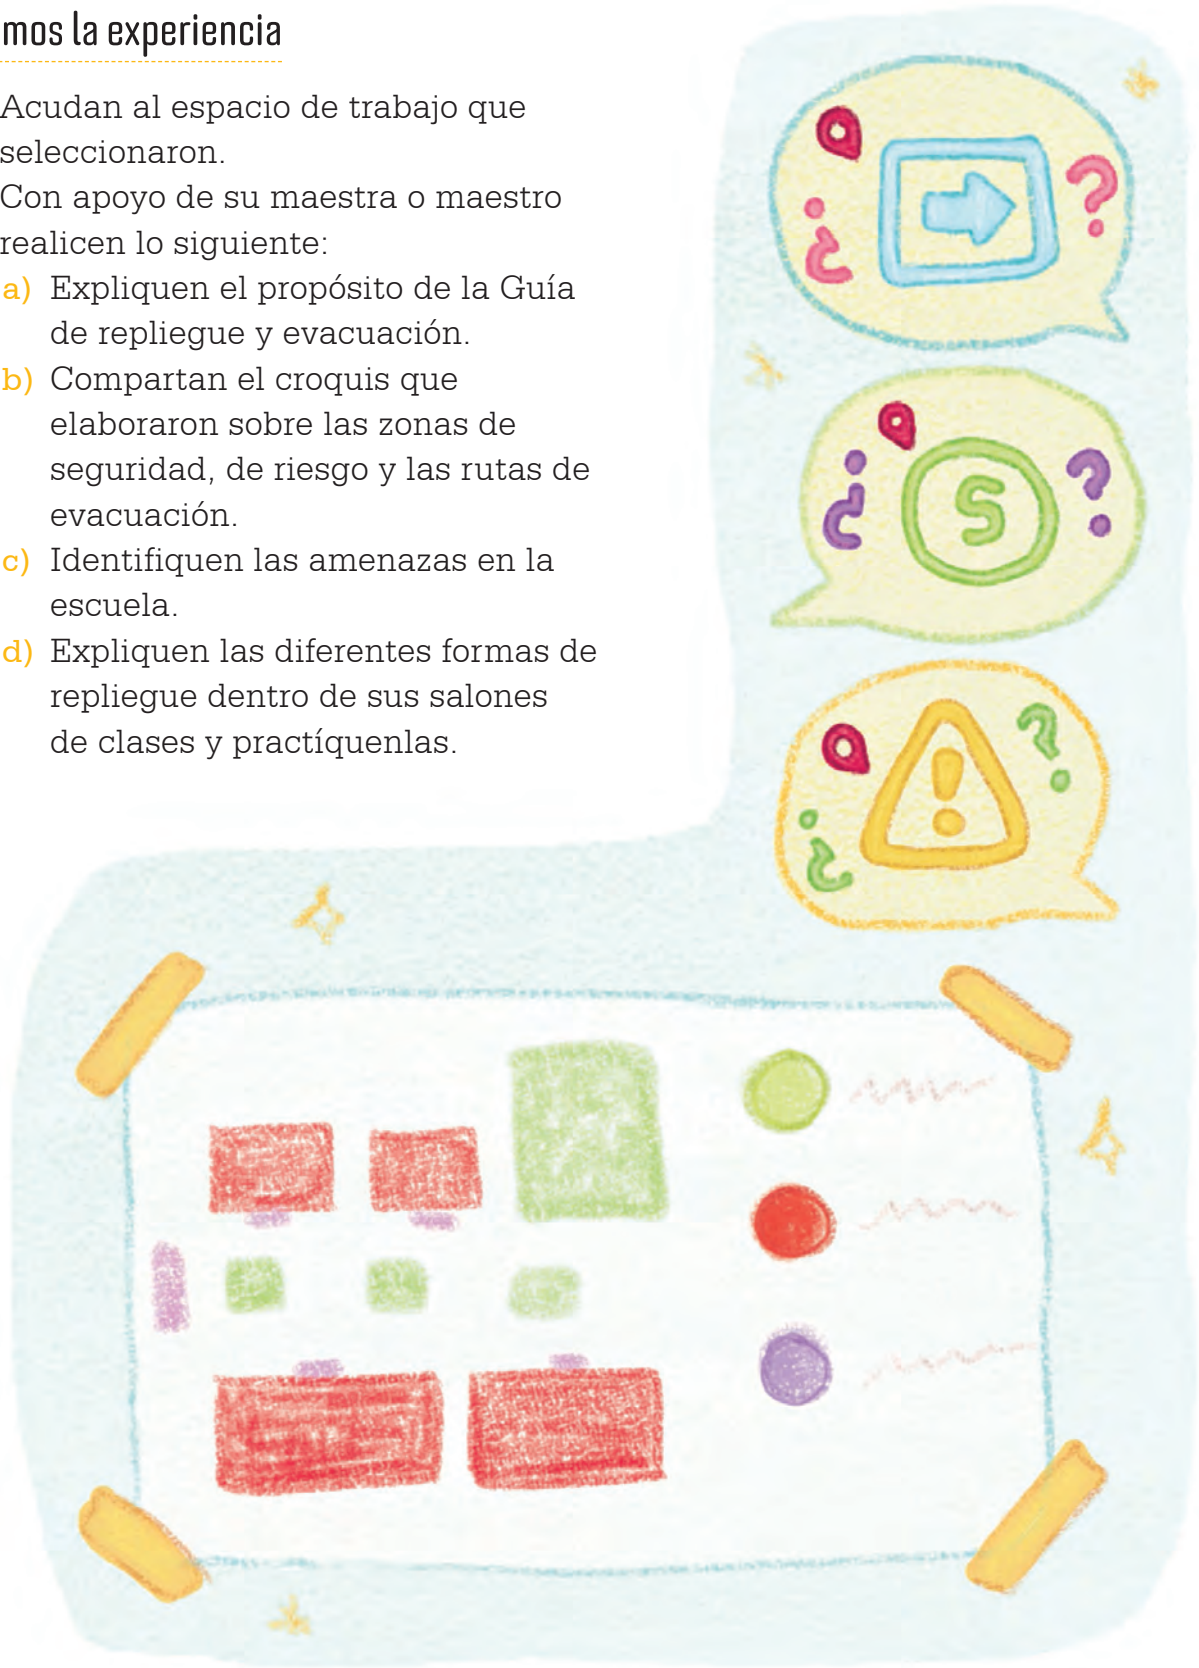 mos la experiencia
Acudan al espacio de trabajo que
seleccionaron.
Con apoyo de su maestra o maestro
realicen lo siguiente:
a) Expliquen el propósito de la Guía
de repliegue y evacuación.
b) Compartan el croquis que
elaboraron sobre las zonas de
seguridad, de riesgo y las rutas de
evacuación.
c) Identifiquen las amenazas en la
escuela.
d) Expliquen las diferentes formas de
repliegue dentro de sus salones
de clases y practíquenlas.
¿ ?
¿ S ?
¿ ! ?